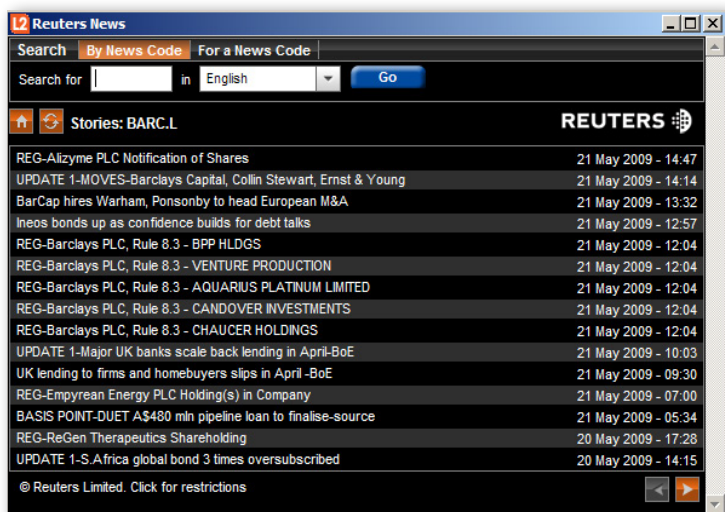 L2 Reuters News
Search By News Code For a News Code
Search for in English Go
Stories: BARC.L REUTERS
REG-Alizyme PLC Notification of Shares 21 May 2009 - 14:47
UPDATE 1-MOVES-Barclays Capital, Collin Stewart, Ernst & Young 21 May 2009 - 14:14
BarCap hires Warham, Ponsonby to head European M&A 21 May 2009 - 13:32
Ineos bonds up as confidence builds for debt talks 21 May 2009 - 12:57
REG-Barclays PLC, Rule 8.3 - BPP HLDGS 21 May 2009 - 12:04
REG-Barclays PLC, Rule 8.3 - VENTURE PRODUCTION 21 May 2009 - 12:04
REG-Barclays PLC, Rule 8.3 - AQUARIUS PLATINUM LIMITED 21 May 2009 - 12:04
REG-Barclays PLC, Rule 8.3 - CANDOVER INVESTMENTS 21 May 2009 - 12:04
REG-Barclays PLC, Rule 8.3 - CHAUCER HOLDINGS 21 May 2009 - 12:04
UPDATE 1-Major UK banks scale back lending in April-BoE 21 May 2009 - 10:03
UK lending to firms and homebuyers slips in April -BoE 21 May 2009 - 09:30
REG-Empyrean Energy PLC Holding(s) in Company 21 May 2009 - 07:00
BASIS POINT-DUET A$480 mln pipeline loan to finalise-source 21 May 2009 - 05:34
REG-ReGen Therapeutics Shareholding 20 May 2009 - 17:28
UPDATE 1-S.Africa global bond 3 times oversubscribed 20 May 2009 - 14:15
© Reuters Limited. Click for restrictions